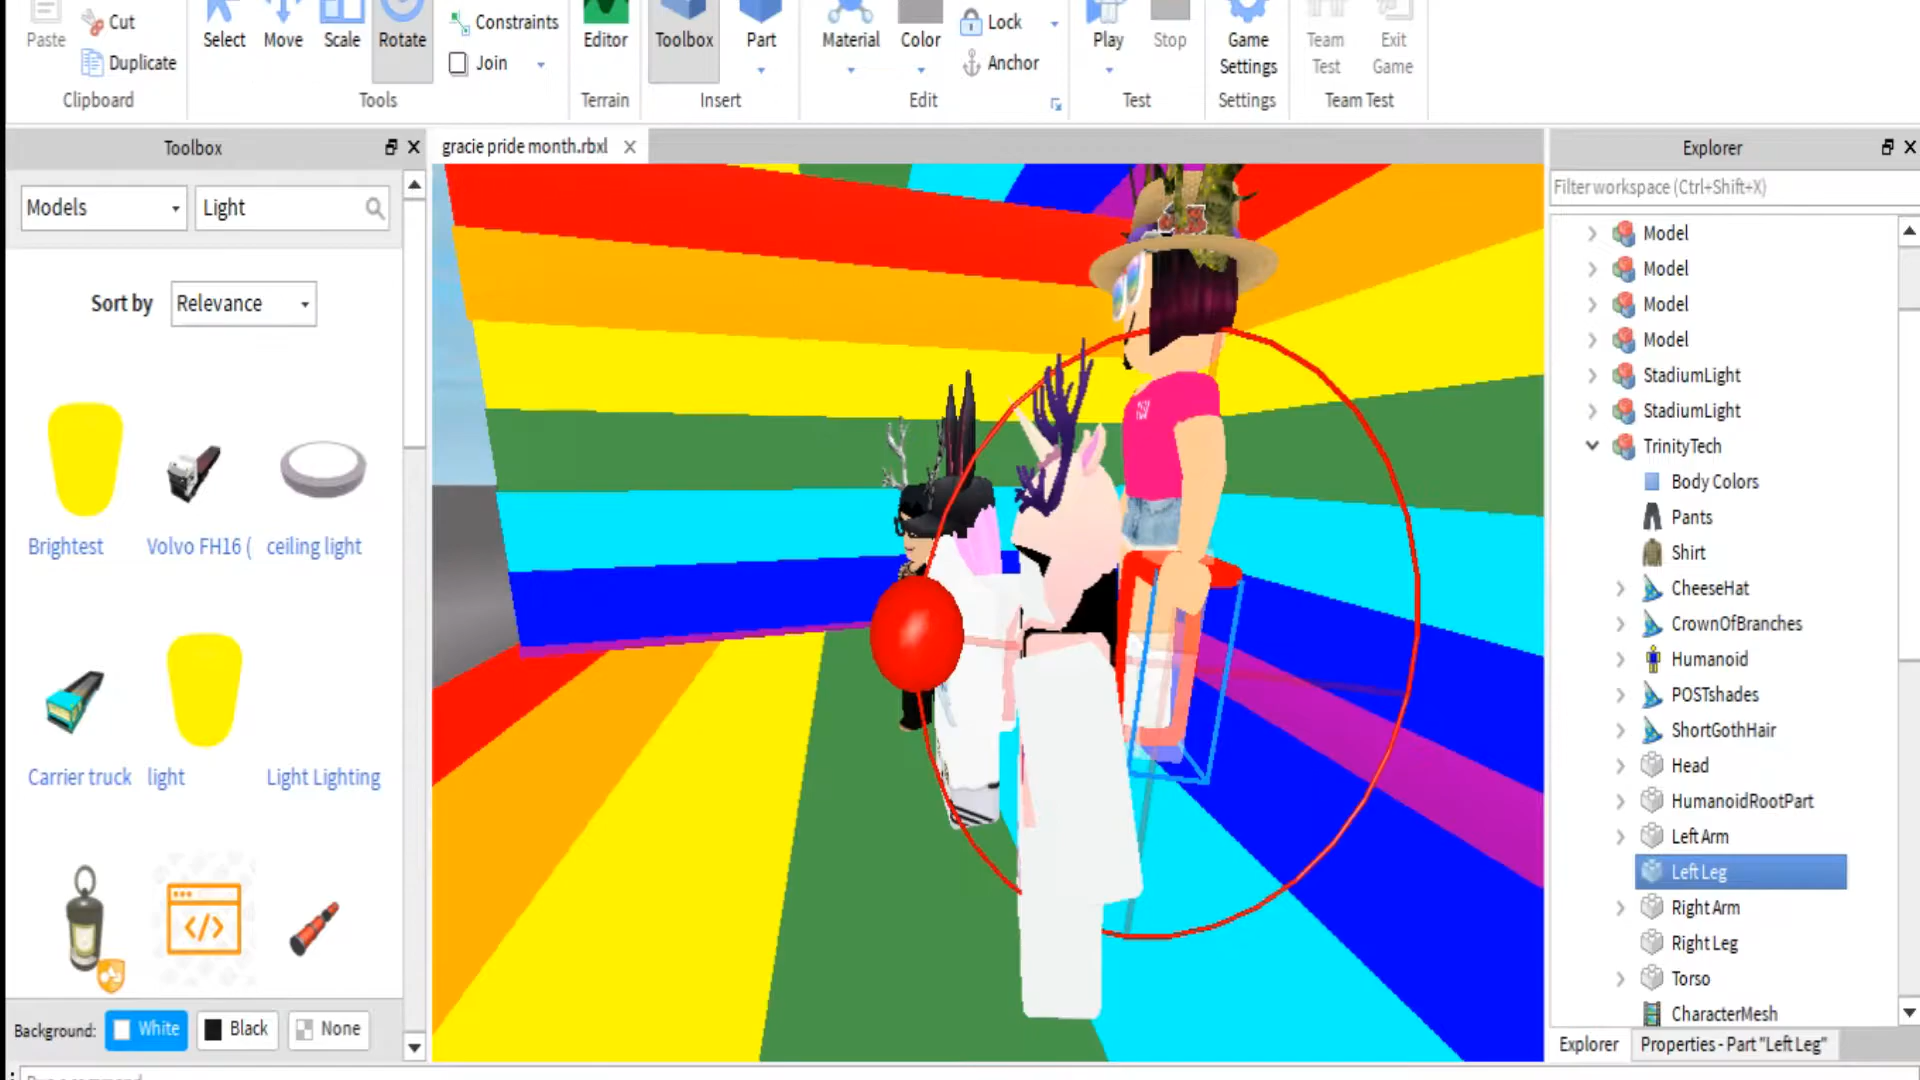 Paste
Cut
Duplicate
Clipboard
Select
Move
Scale
Rotate
Constraints
Join
Tools
Editor
Terrain
Toolbox
Part
Insert
Material
Color
Lock
Anchor
Edit
Play
Stop
Test
Game
Settings
Settings
Team
Test
Exit
Game
Team Test
Toolbox
gracie pride month.rbxl
Explorer
Models
Light
Filter workspace (Ctrl+Shift+X)
Sort by
Relevance
Brightest
Volvo FH16 (
ceiling light
Carrier truck
light
Light Lighting
Background:
White
Black
None
Model
Model
Model
Model
StadiumLight
StadiumLight
TrinityTech
Body Colors
Pants
Shirt
CheeseHat
CrownOfBranches
Humanoid
POSTshades
ShortGothHair
Head
HumanoidRootPart
Left Arm
Left Leg
Right Arm
Right Leg
Torso
CharacterMesh
Explorer
Properties - Part "Left Leg"